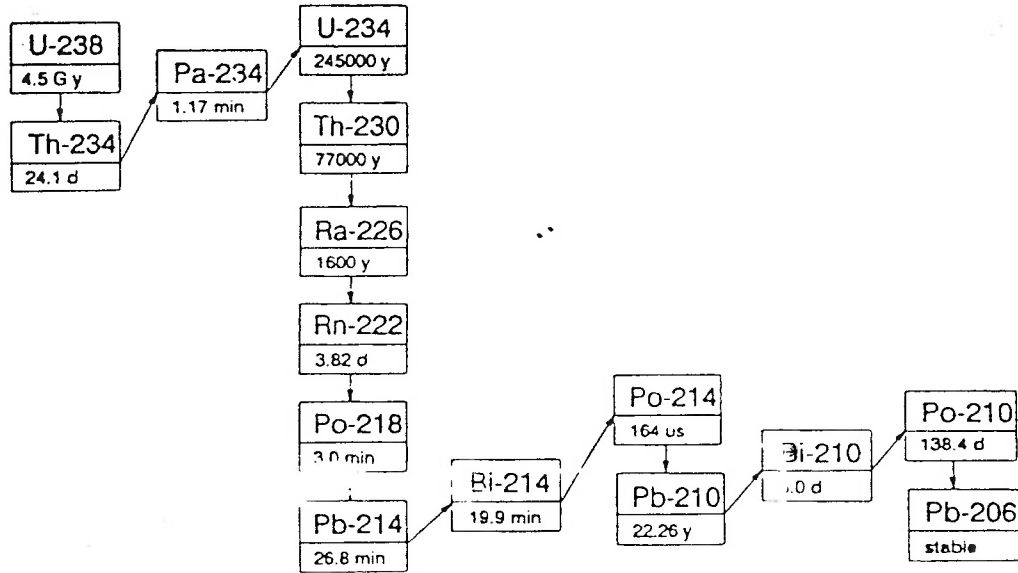 U-238
4.5 G y
Th-234
24.1 d
Pa-234
1.17 min
U-234
245000 y
Th-230
77000 y
Ra-226
1600 y
Rn-222
3.82 d
Po-218
3.0 min
Pb-214
26.8 min
Bi-214
19.9 min
Po-214
164 us
Pb-210
22.26 y
Bi-210
.0 d
Po-210
138.4 d
Pb-206
stable